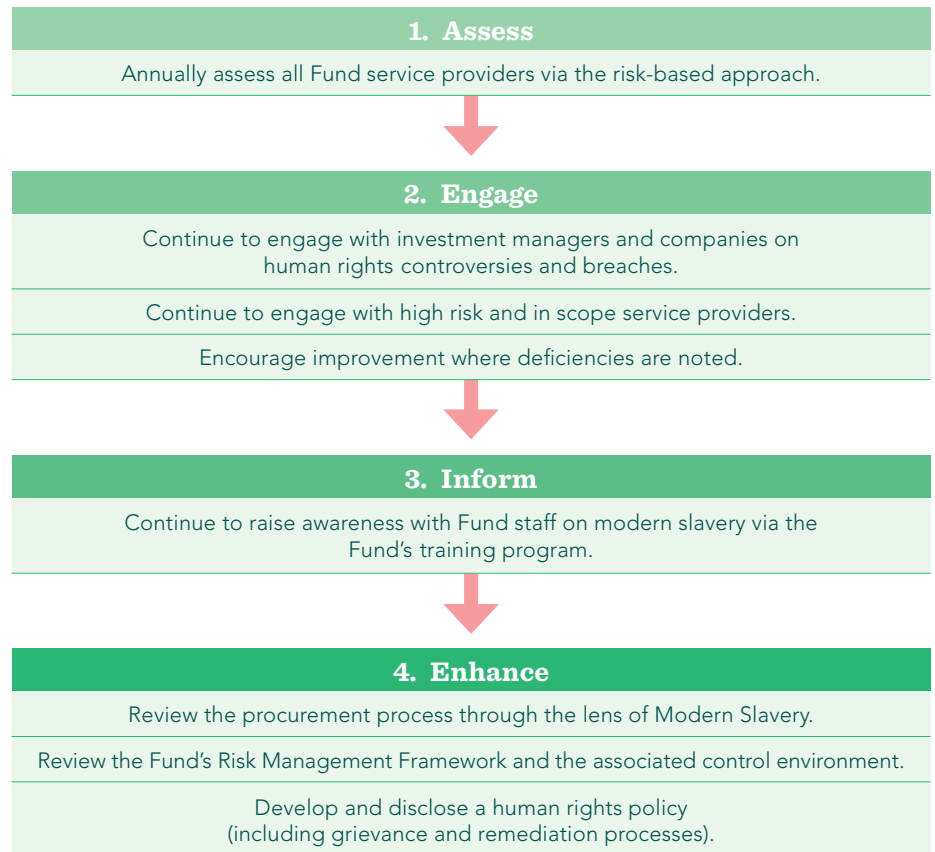 1. Assess
Annually assess all Fund service providers via the risk-based approach.
2. Engage
Continue to engage with investment managers and companies on
human rights controversies and breaches.
Continue to engage with high risk and in scope service providers.
Encourage improvement where deficiencies are noted.
3. Inform
Continue to raise awareness with Fund staff on modern slavery via the
Fund’s training program.
4. Enhance
Review the procurement process through the lens of Modern Slavery.
Review the Fund’s Risk Management Framework and the associated control environment.
Develop and disclose a human rights policy
(including grievance and remediation processes).